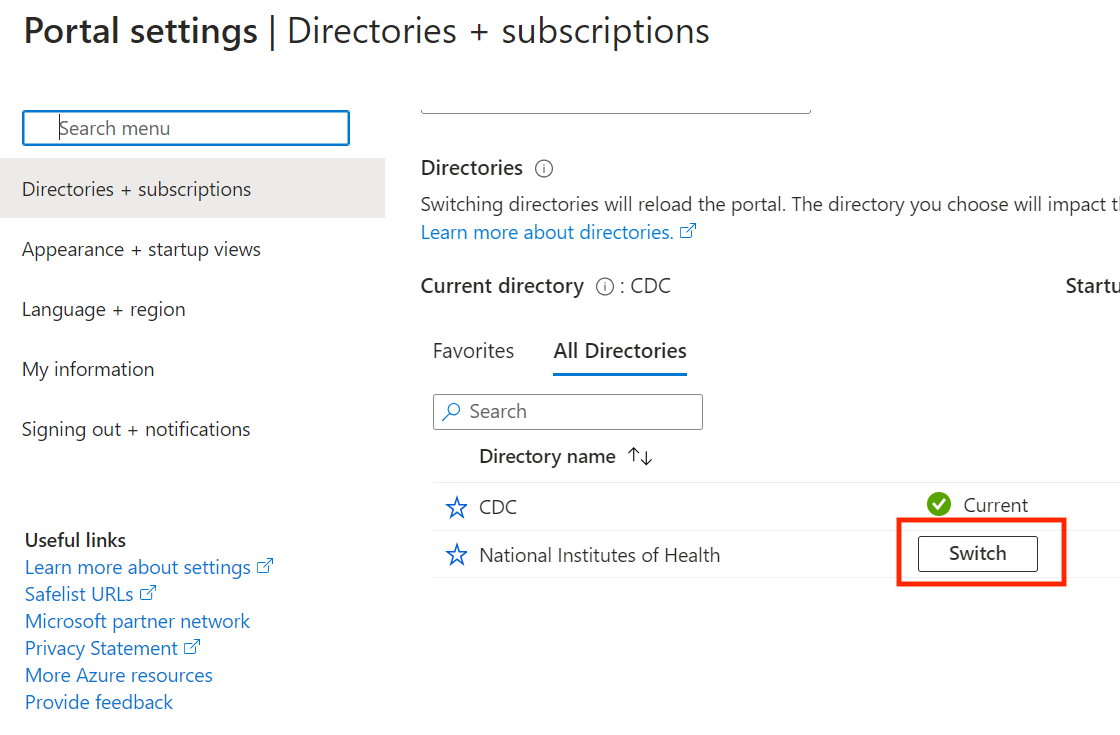 Portal settings | Directories + subscriptions
Search menu
Directories + subscriptions
Appearance + startup views
Language + region
My information
Signing out + notifications
Useful links
Learn more about settings
Safelist URLs
Microsoft partner network
Privacy Statement
More Azure resources
Provide feedback
Directories
Switching directories will reload the portal. The directory you choose will impact
Learn more about directories.
Current directory : CDC
Favorites All Directories
Search
Directory name
CDC Current
National Institutes of Health Switch